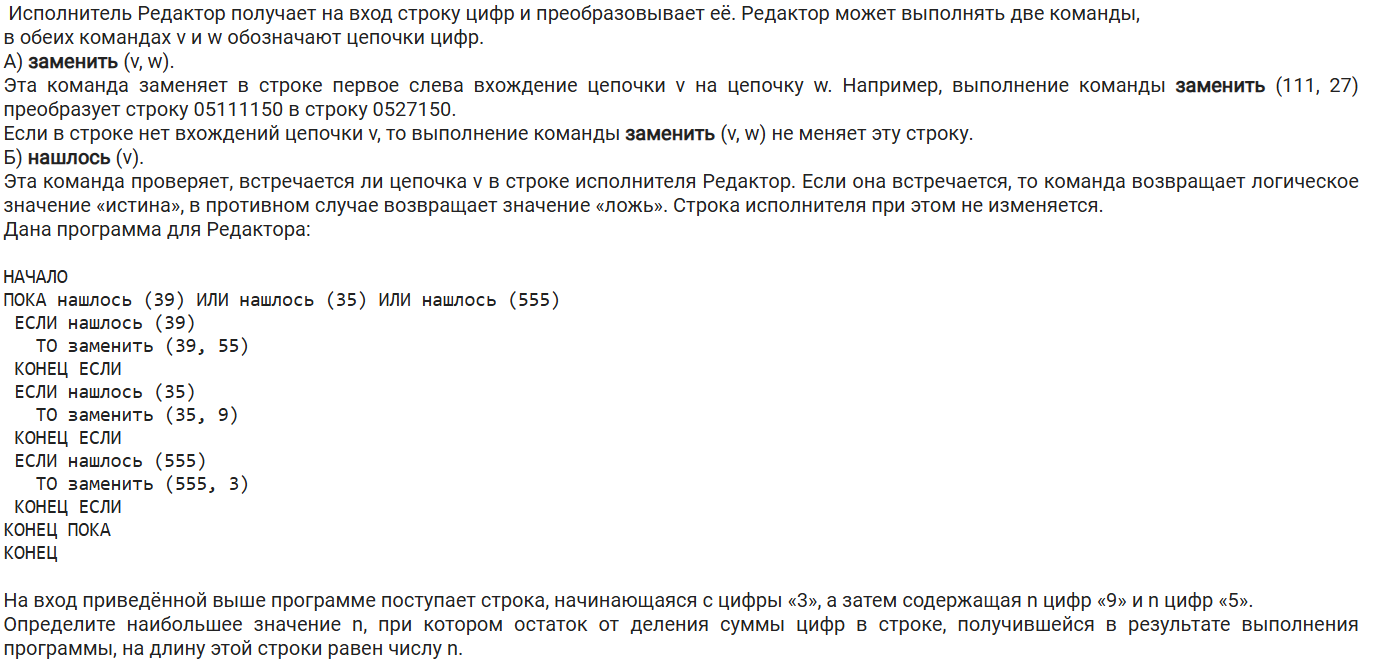 Исполнитель Редактор получает на вход строку цифр и преобразовывает её. Редактор может выполнять две команды,
в обеих командах v и w обозначают цепочки цифр.
А) заменить (v, w).
Эта команда заменяет в строке первое слева вхождение цепочки v на цепочку w. Например, выполнение команды заменить (111, 27)
преобразует строку 05111150 в строку 0527150.
Если в строке нет вхождений цепочки v, то выполнение команды заменить (v, w) не меняет эту строку.
Б) нашлось (v).
Эта команда проверяет, встречается ли цепочка v в строке исполнителя Редактор. Если она встречается, то команда возвращает логическое
значение «истина», в противном случае возвращает значение «ложь». Строка исполнителя при этом не изменяется.
Дана программа для Редактора:
НАЧАЛО
ПОКА нашлось (39) ИЛИ нашлось (35) ИЛИ нашлось (555)
ЕСЛИ нашлось (39)
ТО заменить (39, 55)
КОНЕЦ ЕСЛИ
ЕСЛИ нашлось (35)
ТО заменить (35, 9)
КОНЕЦ ЕСЛИ
ЕСЛИ нашлось (555)
ТО заменить (555, 3)
КОНЕЦ ЕСЛИ
КОНЕЦ ПОКА
КОНЕЦ
На вход приведённой выше программе поступает строка, начинающаяся с цифры «3», а затем содержащая n цифр «9» и n цифр «5».
Определите наибольшее значение n, при котором остаток от деления суммы цифр в строке, получившейся в результате выполнения
программы, на длину этой строки равен числу n.